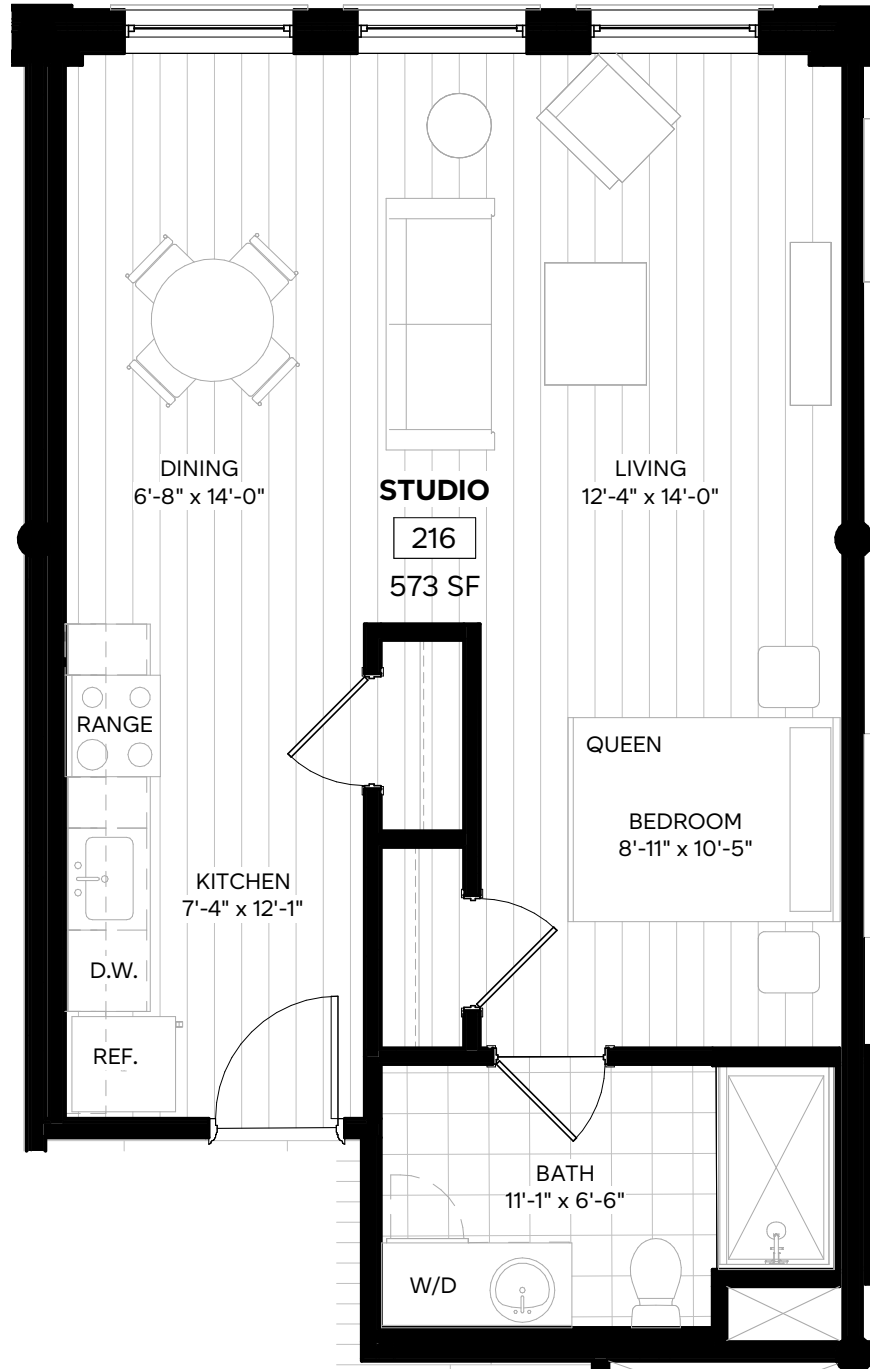 DINING
6'-8" x 14'-0"
STUDIO
216
573 SF
LIVING
12'-4" x 14'-0"
RANGE
QUEEN
BEDROOM
8'-11" x 10'-5"
KITCHEN
7'-4" x 12'-1"
D.W.
REF.
BATH
11'-1" x 6'-6"
W/D